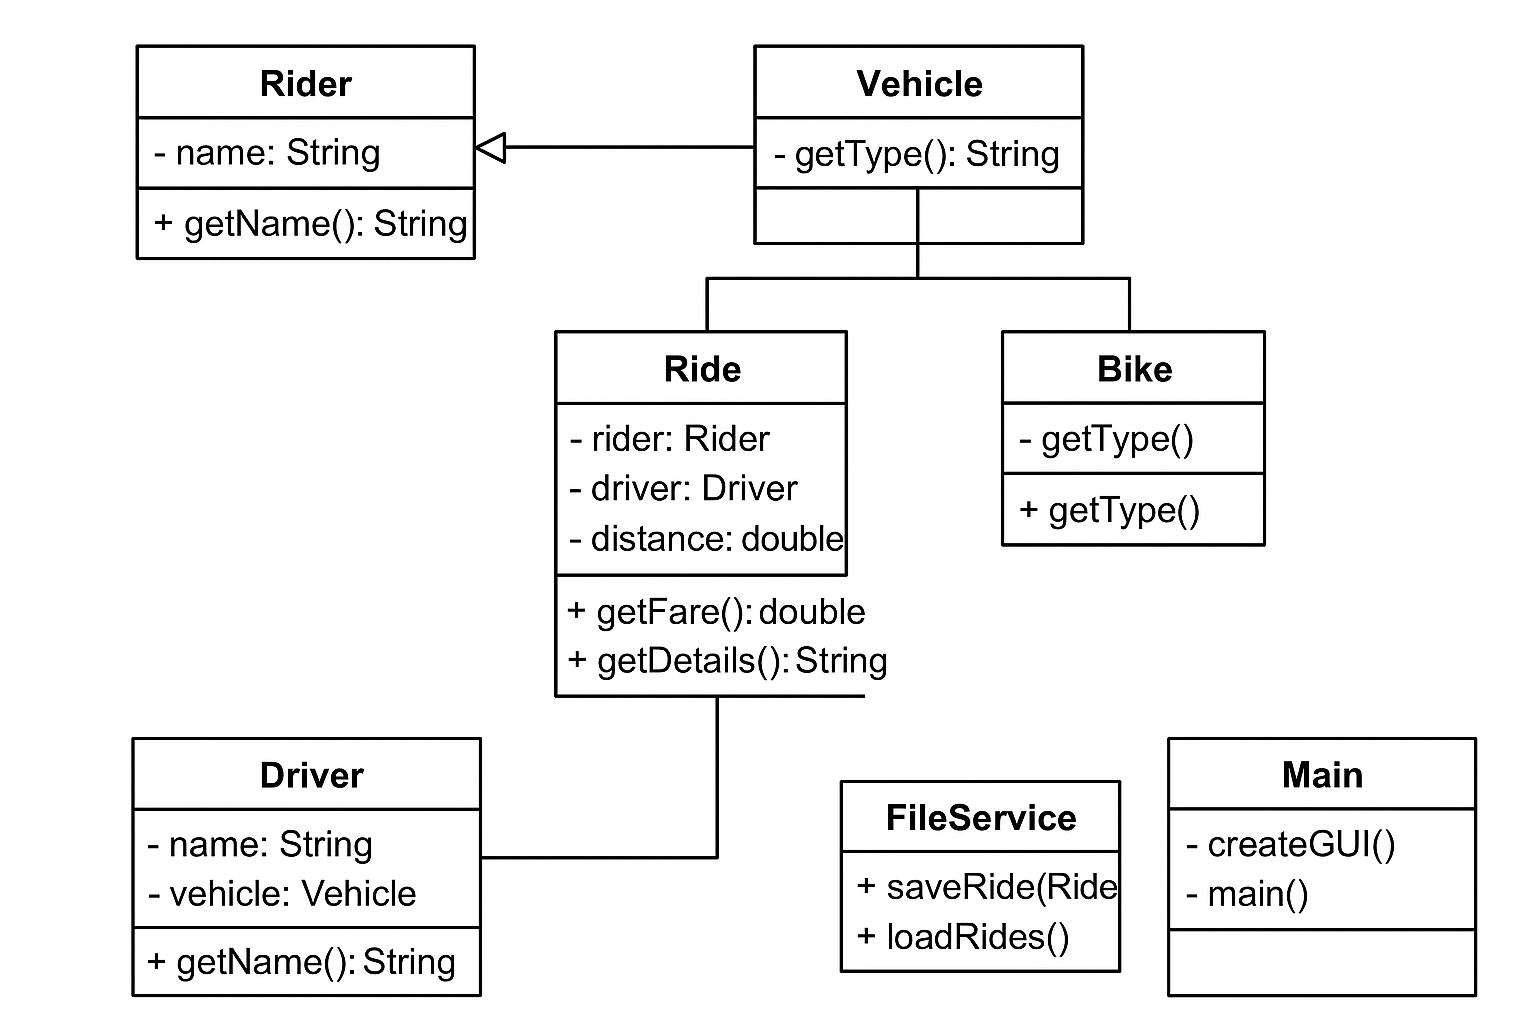 Rider
- name: String
+ getName(): String
Vehicle
- getType(): String
Ride
- rider: Rider
- driver: Driver
- distance: double
+ getFare(): double
+ getDetails(): String
Bike
- getType()
+ getType()
Driver
- name: String
- vehicle: Vehicle
+ getName(): String
FileService
+ saveRide(Ride
+ loadRides()
Main
- createGUI()
- main()